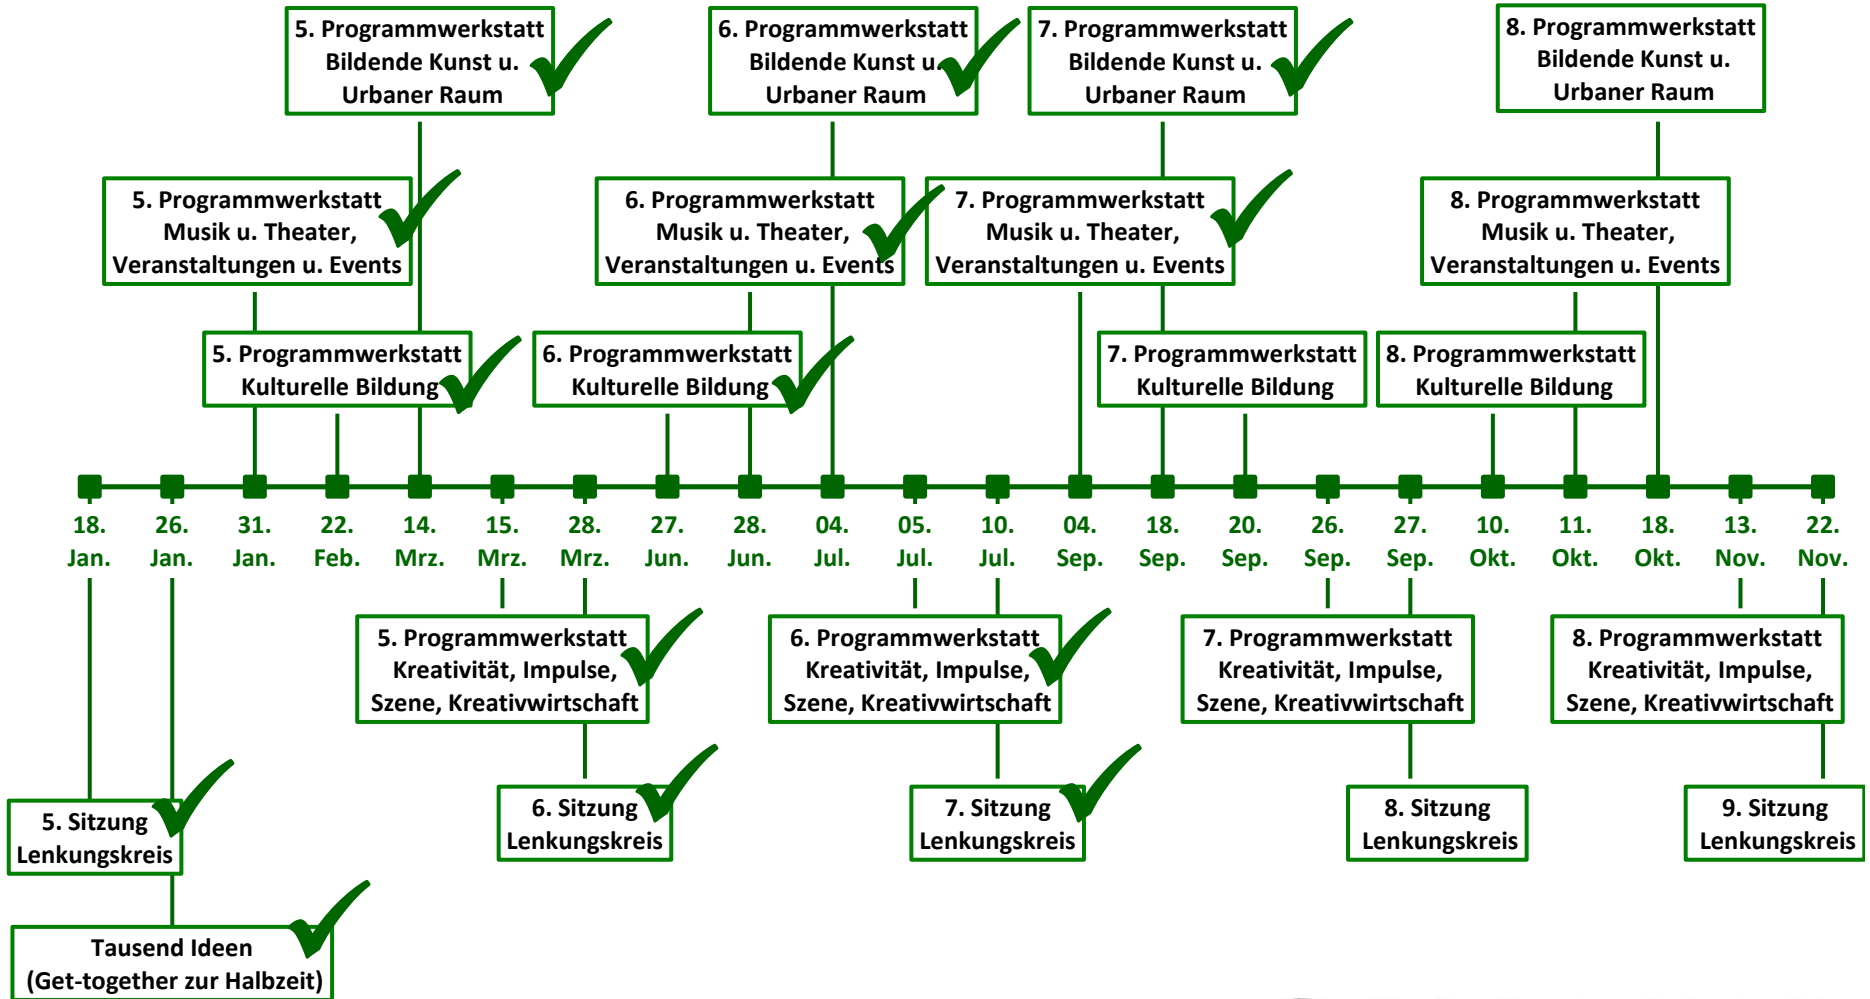 5. Programmwerkstatt
Bildende Kunst u.
Urbaner Raum
6. Programmwerkstatt
Bildende Kunst u.
Urbaner Raum
7. Programmwerkstatt
Bildende Kunst u.
Urbaner Raum
8. Programmwerkstatt
Bildende Kunst u.
Urbaner Raum
5. Programmwerkstatt
Musik u. Theater,
Veranstaltungen u. Events
6. Programmwerkstatt
Musik u. Theater,
Veranstaltungen u. Events
7. Programmwerkstatt
Musik u. Theater,
Veranstaltungen u. Events
8. Programmwerkstatt
Musik u. Theater,
Veranstaltungen u. Events
5. Programmwerkstatt
Kulturelle Bildung
6. Programmwerkstatt
Kulturelle Bildung
7. Programmwerkstatt
Kulturelle Bildung
8. Programmwerkstatt
Kulturelle Bildung
18.
Jan.
26.
Jan.
31.
Jan.
22.
Feb.
14.
Mrz.
15.
Mrz.
28.
Mrz.
27.
Jun.
28.
Jun.
04.
Jul.
05.
Jul.
10.
Jul.
04.
Sep.
18.
Sep.
20.
Sep.
26.
Sep.
27.
Sep.
10.
Okt.
11.
Okt.
18.
Okt.
13.
Nov.
22.
Nov.
5. Programmwerkstatt
Kreativität, Impulse,
Szene, Kreativwirtschaft
6. Programmwerkstatt
Kreativität, Impulse,
Szene, Kreativwirtschaft
7. Programmwerkstatt
Kreativität, Impulse,
Szene, Kreativwirtschaft
8. Programmwerkstatt
Kreativität, Impulse,
Szene, Kreativwirtschaft
5. Sitzung
Lenkungskreis
6. Sitzung
Lenkungskreis
7. Sitzung
Lenkungskreis
8. Sitzung
Lenkungskreis
9. Sitzung
Lenkungskreis
Tausend Ideen
(Get-together zur Halbzeit)